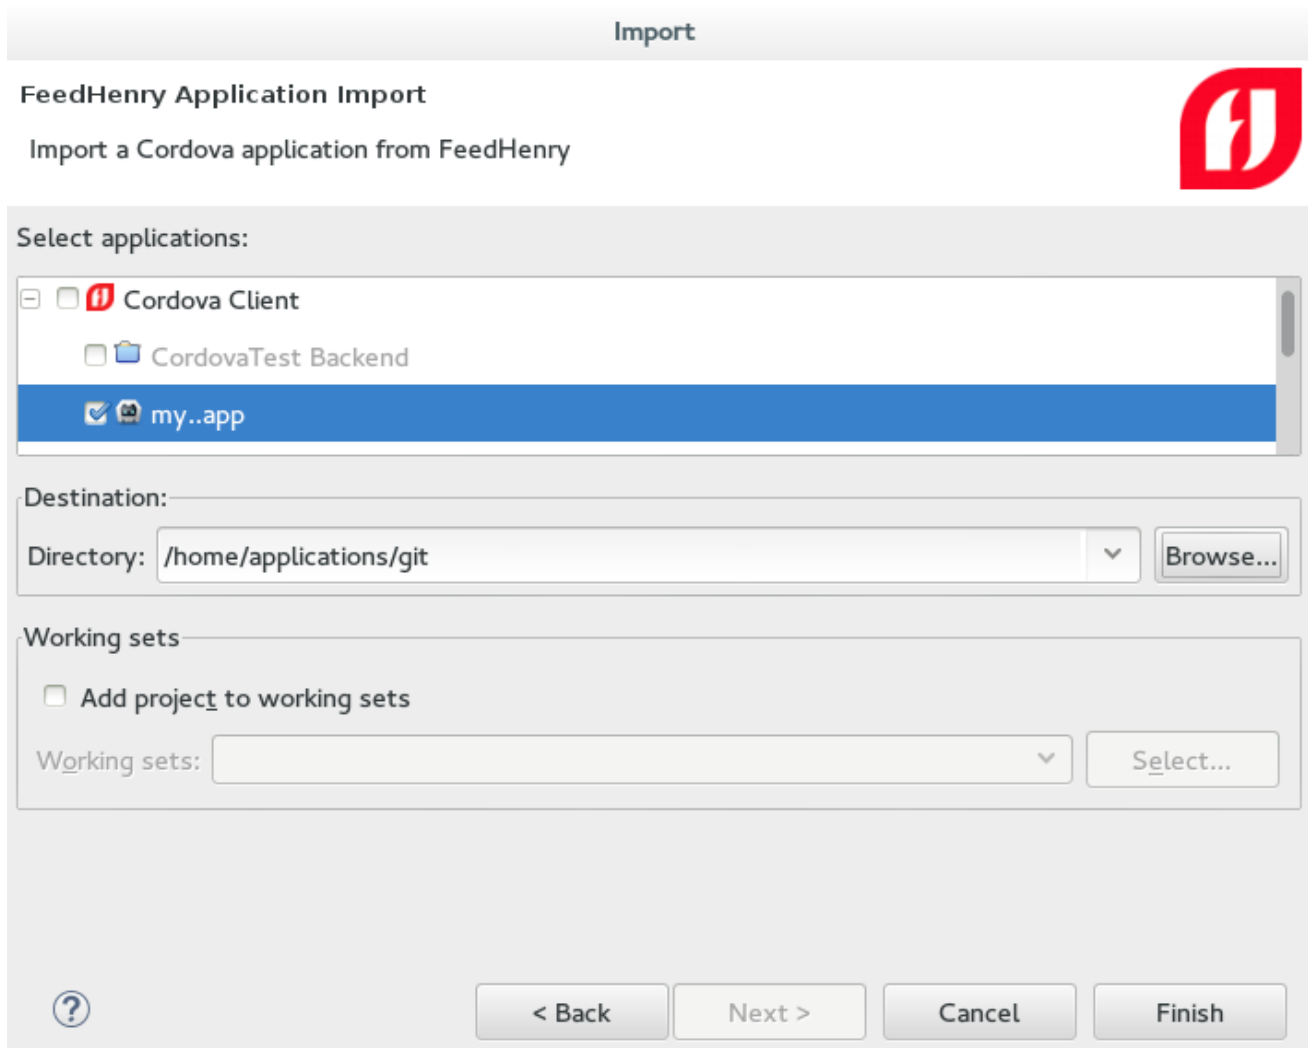 Import
FeedHenry Application Import
Import a Cordova application from FeedHenry
Select applications:
Cordova Client
CordovaTest Backend
my..app
Destination:
Directory: /home/applications/git Browse...
Working sets
Add project to working sets
Working sets: Select...
? < Back Next > Cancel Finish